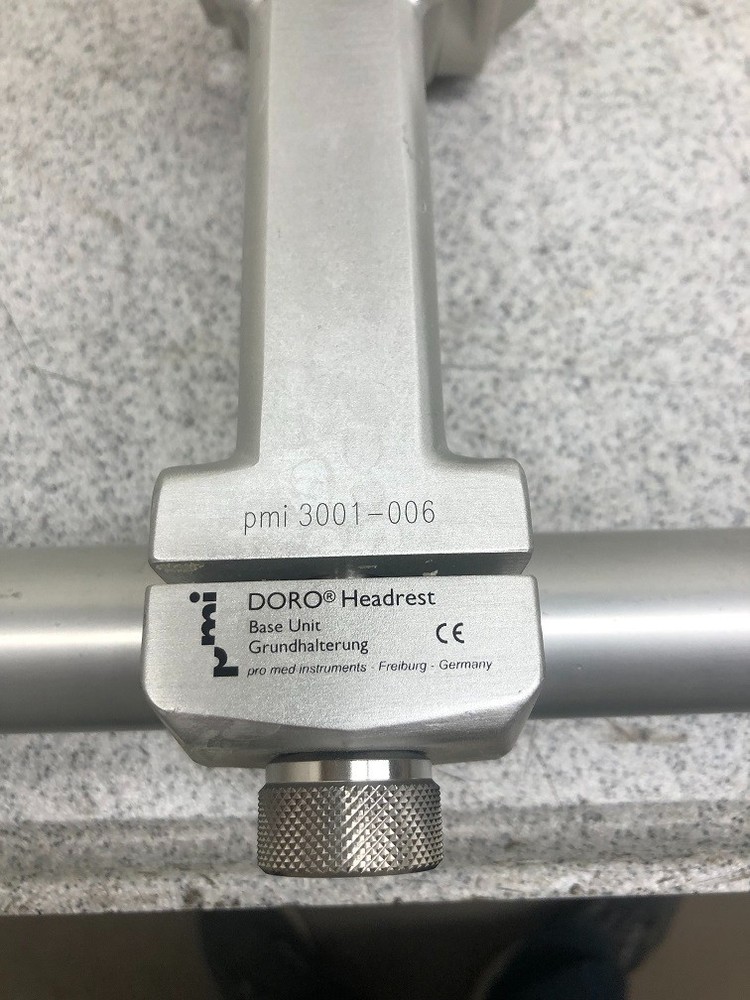 pmi 3001-006
pmi
DORO® Headrest
Base Unit
Grundhalterung
CE
pro med instruments - Freiburg - Germany